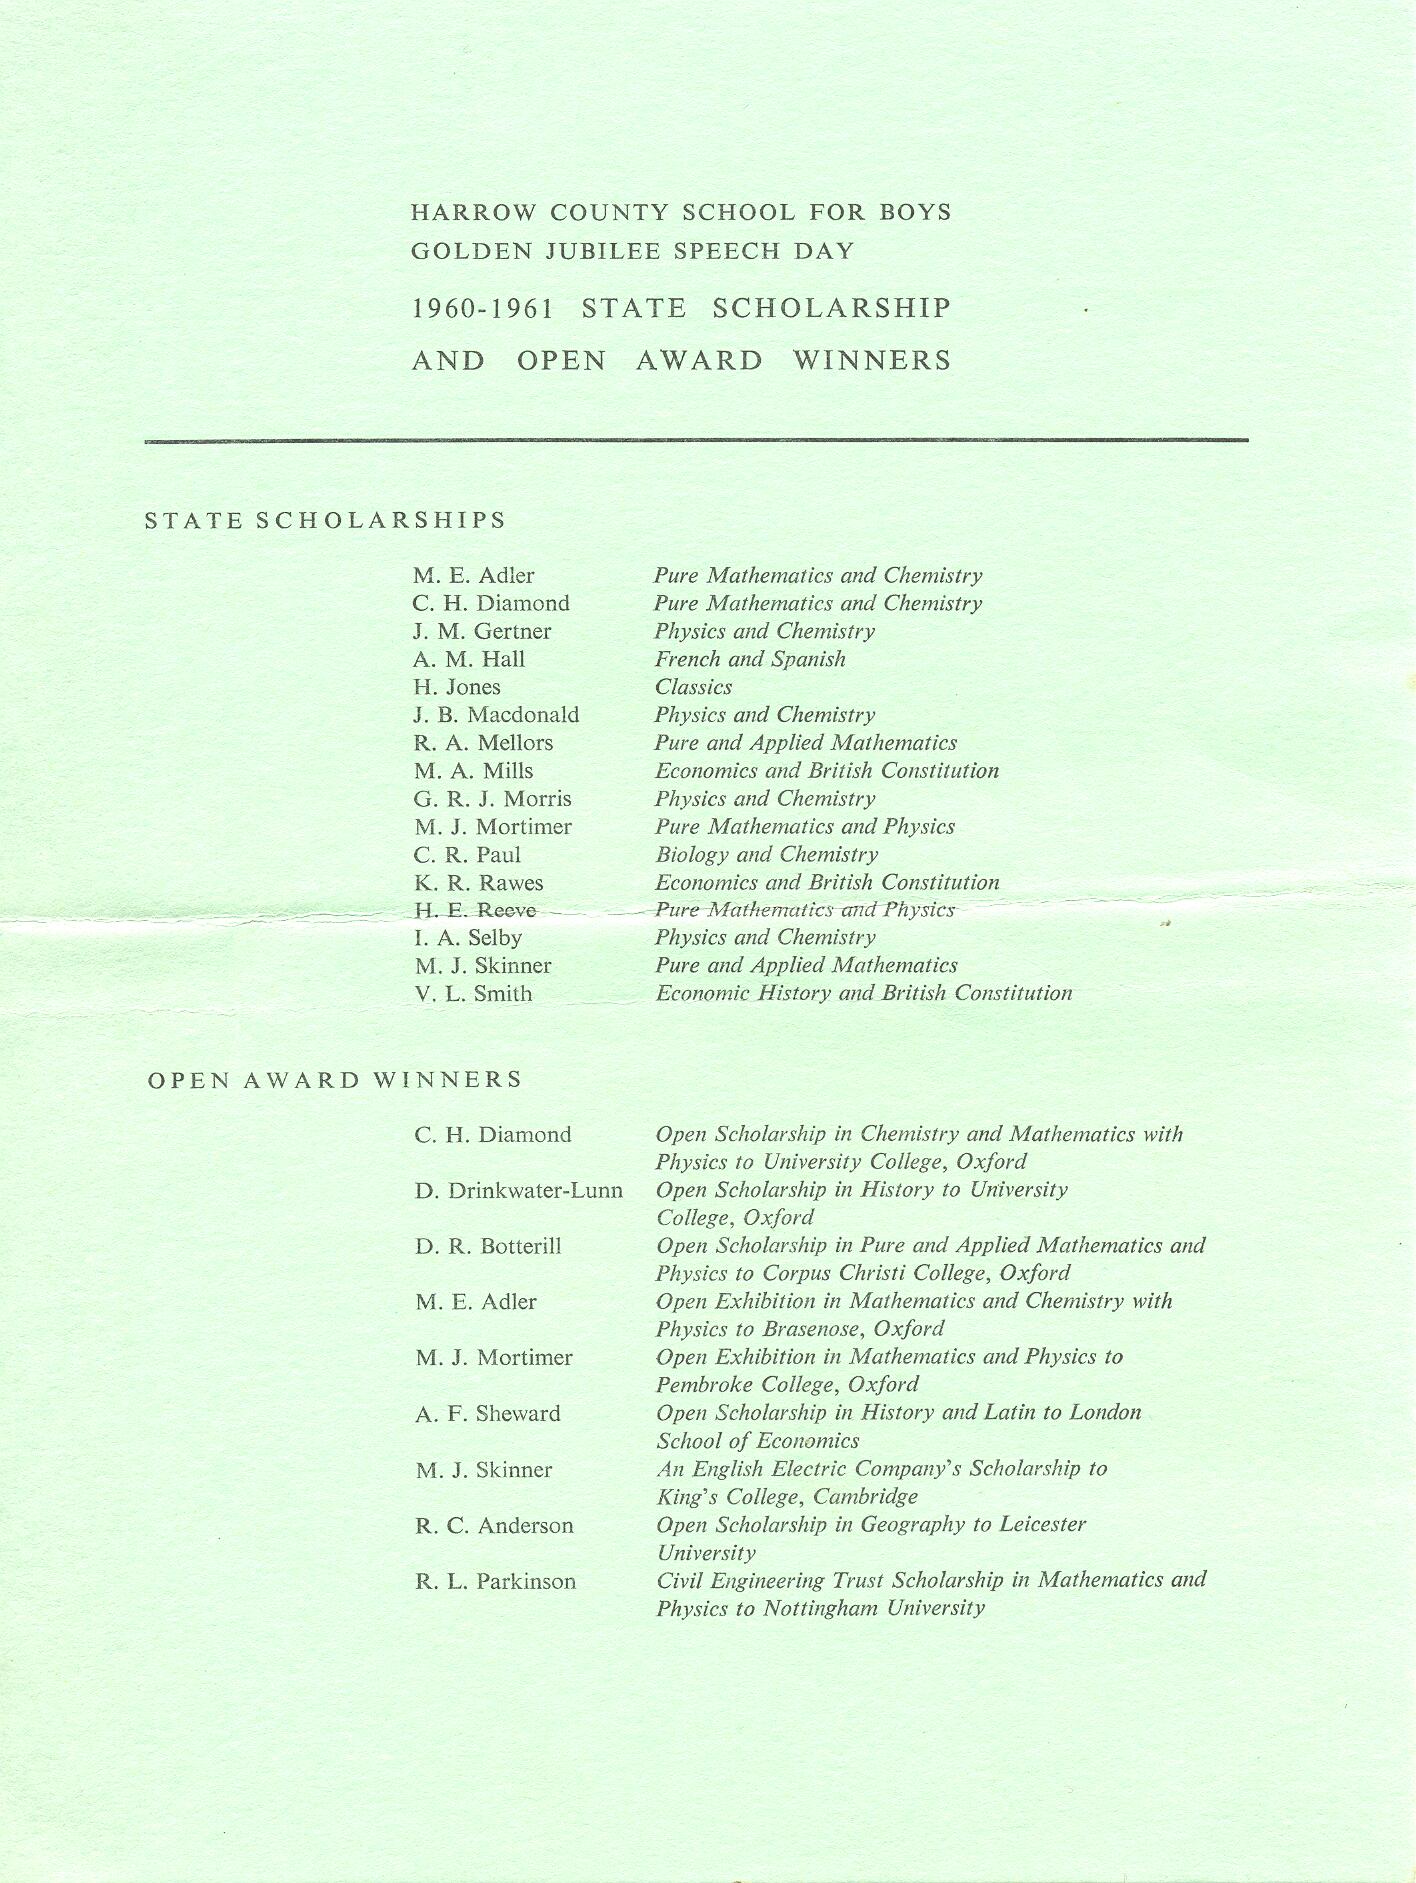 HARROW COUNTY SCHOOL FOR BOYS
GOLDEN JUBILEE SPEECH DAY
1960-1961 STATE SCHOLARSHIP
AND OPEN AWARD WINNERS
STATE SCHOLARSHIPS
M. E. Adler Pure Mathematics and Chemistry
C. H. Diamond Pure Mathematics and Chemistry
J. M. Gertner Physics and Chemistry
A. M. Hall French and Spanish
H. Jones Classics
J. B. Macdonald Physics and Chemistry
R. A. Mellors Pure and Applied Mathematics
M. A. Mills Economics and British Constitution
G. R. J. Morris Physics and Chemistry
M. J. Mortimer Pure Mathematics and Physics
C. R. Paul Biology and Chemistry
K. R. Rawes Economics and British Constitution
H. E. Reeve Pure Mathematics and Physics
I. A. Selby Physics and Chemistry
M. J. Skinner Pure and Applied Mathematics
V. L. Smith Economic History and British Constitution
OPEN AWARD WINNERS
C. H. Diamond Open Scholarship in Chemistry and Mathematics with
Physics to University College, Oxford
D. Drinkwater-Lunn Open Scholarship in History to University
College, Oxford
D. R. Botterill Open Scholarship in Pure and Applied Mathematics and
Physics to Corpus Christi College, Oxford
M. E. Adler Open Exhibition in Mathematics and Chemistry with
Physics to Brasenose, Oxford
M. J. Mortimer Open Exhibition in Mathematics and Physics to
Pembroke College, Oxford
A. F. Sheward Open Scholarship in History and Latin to London
School of Economics
M. J. Skinner An English Electric Company's Scholarship to
King's College, Cambridge
R. C. Anderson Open Scholarship in Geography to Leicester
University
R. L. Parkinson Civil Engineering Trust Scholarship in Mathematics and
Physics to Nottingham University